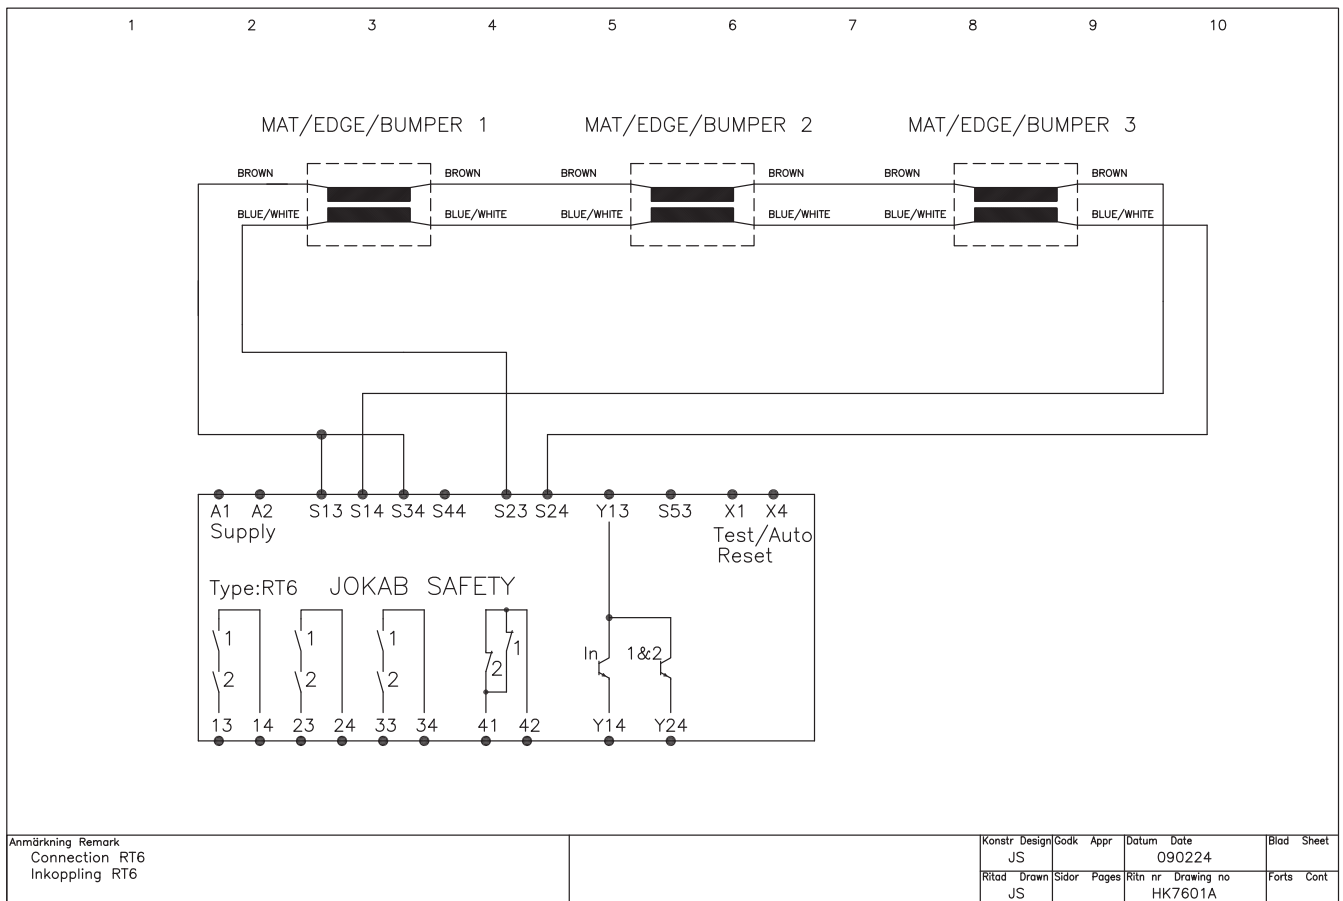 1 2 3 4 5 6 7 8 9 10
MAT/EDGE/BUMPER 1 MAT/EDGE/BUMPER 2 MAT/EDGE/BUMPER 3
BROWN BROWN BROWN BROWN BROWN BROWN
BLUE/WHITE BLUE/WHITE BLUE/WHITE BLUE/WHITE BLUE/WHITE BLUE/WHITE
A1 A2 S13 S14 S34 S44 S23 S24 Y13 S53 X1 X4
Supply Test/Auto
Reset
Type:RT6 JOKAB SAFETY
1 1 1 1 In 1&2
2 2 2 2
13 14 23 24 33 34 41 42 Y14 Y24
Anmärkning Remark
Connection RT6
Inkoppling RT6
Konstr Design Godk Appr Datum Date Blad Sheet
JS 090224
Ritad Drawn Sidor Pages Ritn nr Drawing no Forts Cont
JS HK7601A